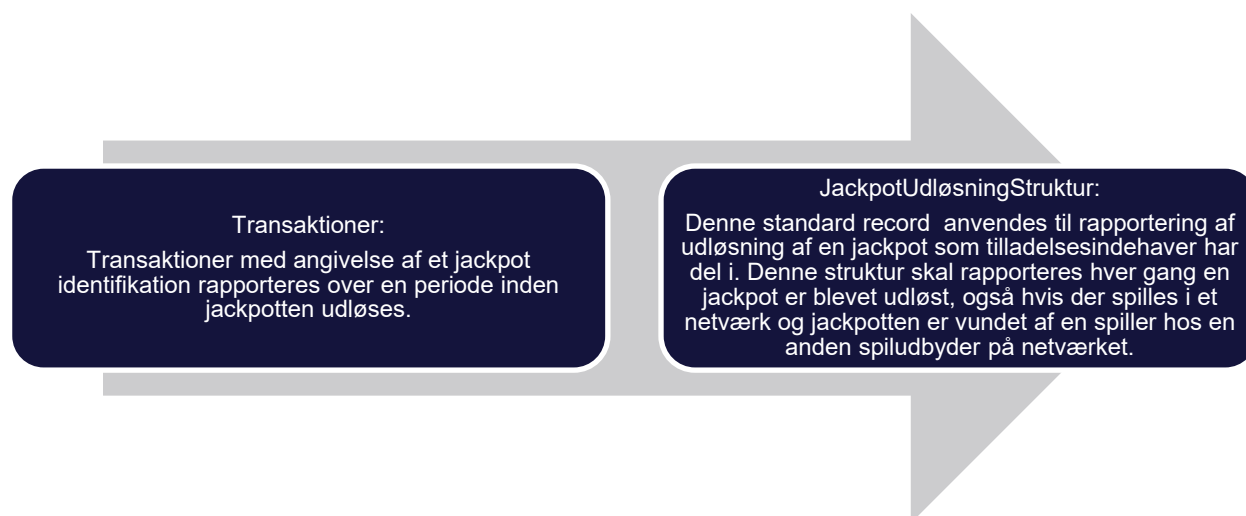 Transaktioner:
Transaktioner med angivelse af et jackpot
identifikation rapporteres over en periode inden
jackpotten udløses.
JackpotUdløsningStruktur:
Denne standard record  anvendes til rapportering af
udløsning af en jackpot som tilladelsesindehaver har
del i. Denne struktur skal rapporteres hver gang en
jackpot er blevet udløst, også hvis der spilles i et
netværk og jackpotten er vundet af en spiller hos en
anden spiludbyder på netværket.